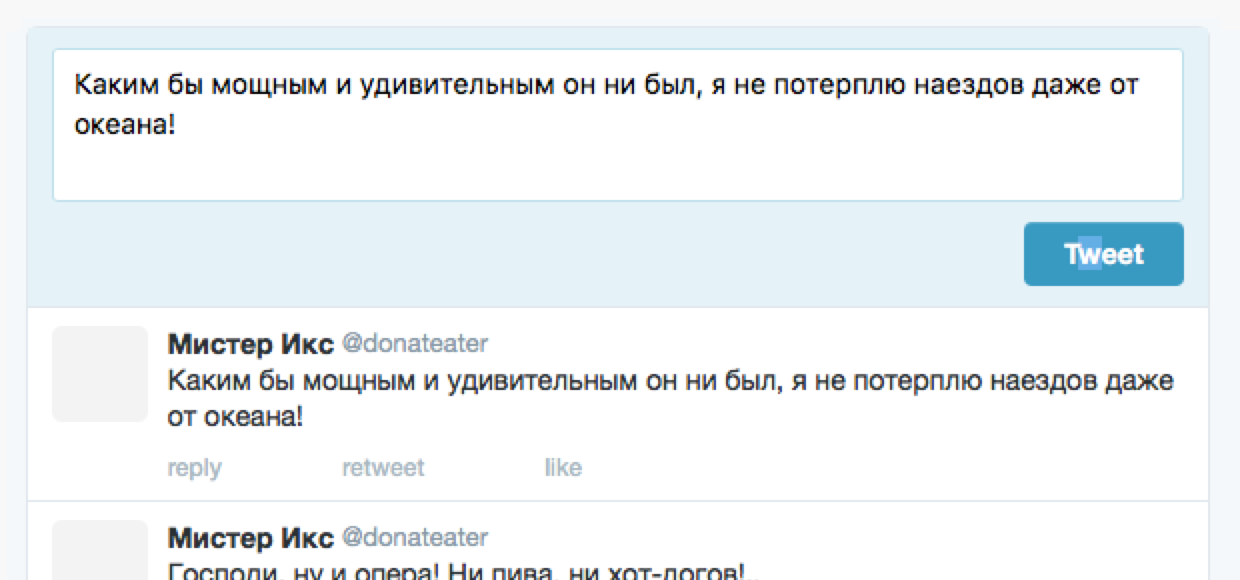 Каким бы мощным и удивительным он ни был, я не потерплю наездов даже от
океана!
Tweet
Мистер Икс @donateater
Каким бы мощным и удивительным он ни был, я не потерплю наездов даже
от океана!
reply retweet like
Мистер Икс @donateater
Господи, ну и опера! Ни пива, ни хот-догов!..